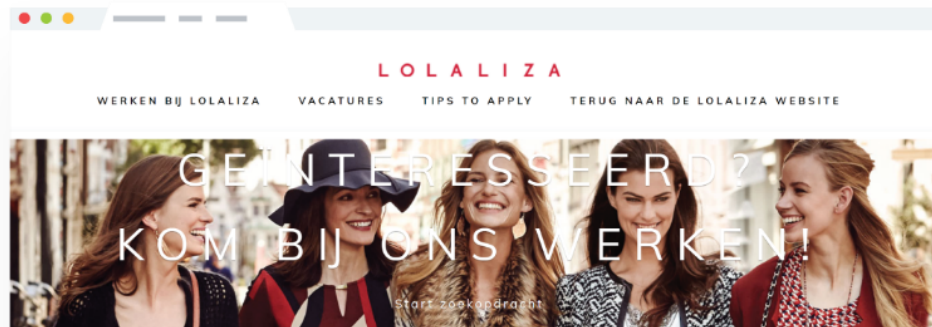 LOLALIZA
WERKEN BIJ LOLALIZA VACATURES TIPS TO APPLY TERUG NAAR DE LOLALIZA WEBSITE
GEÏNTERESSEERD?
KOM BIJ ONS WERKEN!
Start zoekopdracht